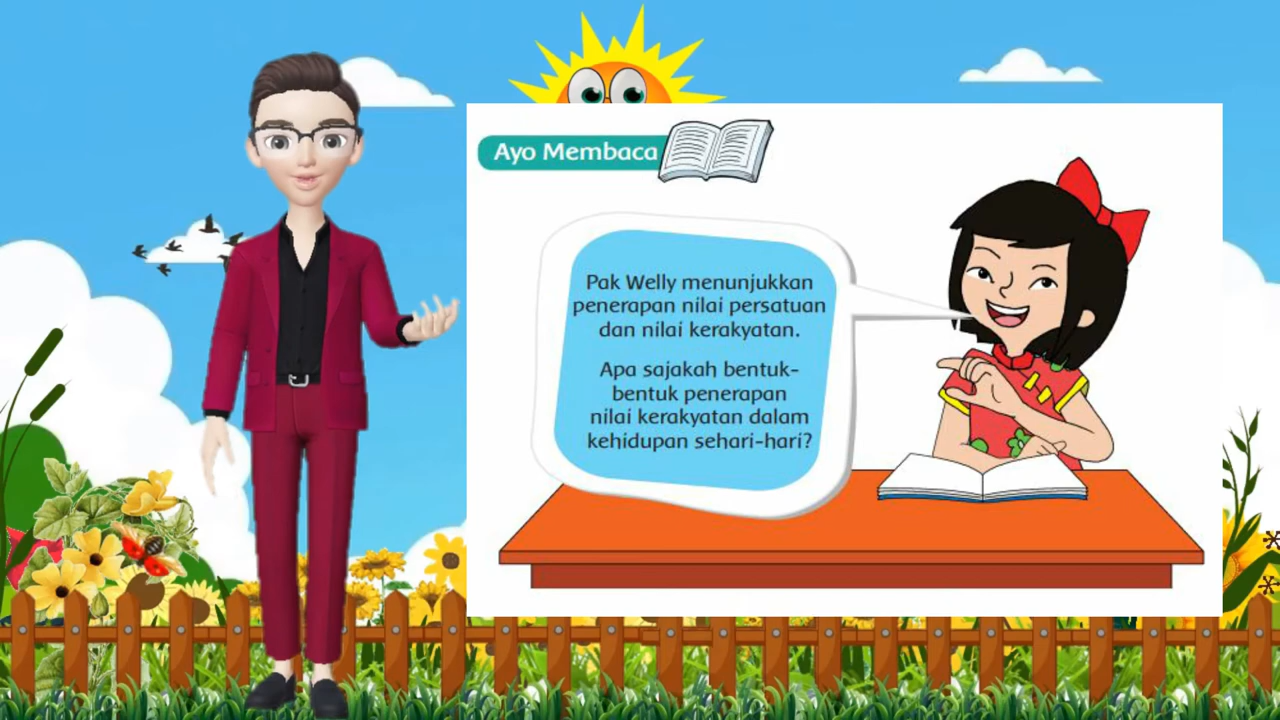 Ayo Membaca
Pak Welly menunjukkan
penerapan nilai persatuan
dan nilai kerakyatan.
Apa sajakah bentuk-
bentuk penerapan
nilai kerakyatan dalam
kehidupan sehari-hari?